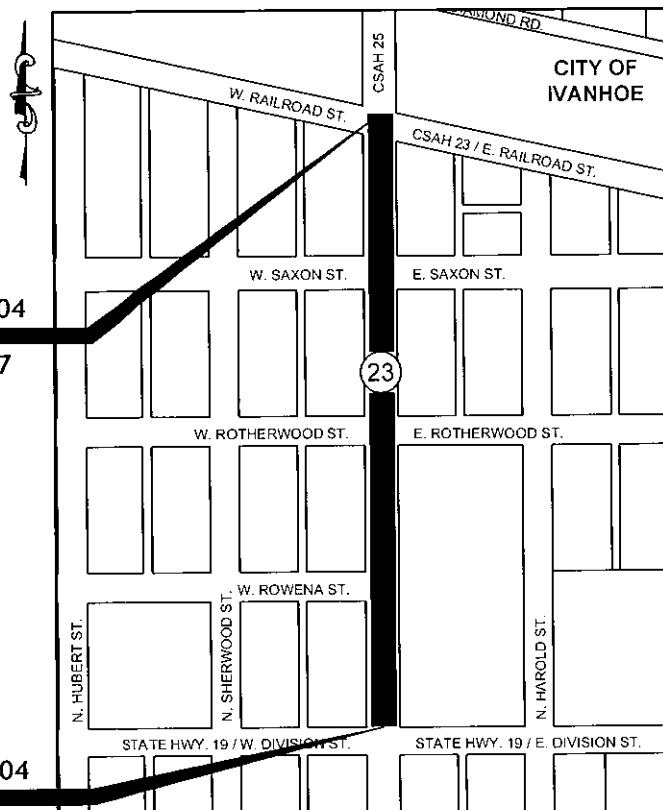 DIAMOND RD.
CSAH 25
CITY OF
IVANHOE
W. RAILROAD ST.
CSAH 23 / E. RAILROAD ST.
W. SAXON ST.
E. SAXON ST.
04
7
23
W. ROTHERWOOD ST.
E. ROTHERWOOD ST.
W. ROWENA ST.
N. HUBERT ST.
N. SHERWOOD ST.
N. HAROLD ST.
STATE HWY. 19 / W. DIVISION ST.
STATE HWY. 19 / E. DIVISION ST.
04